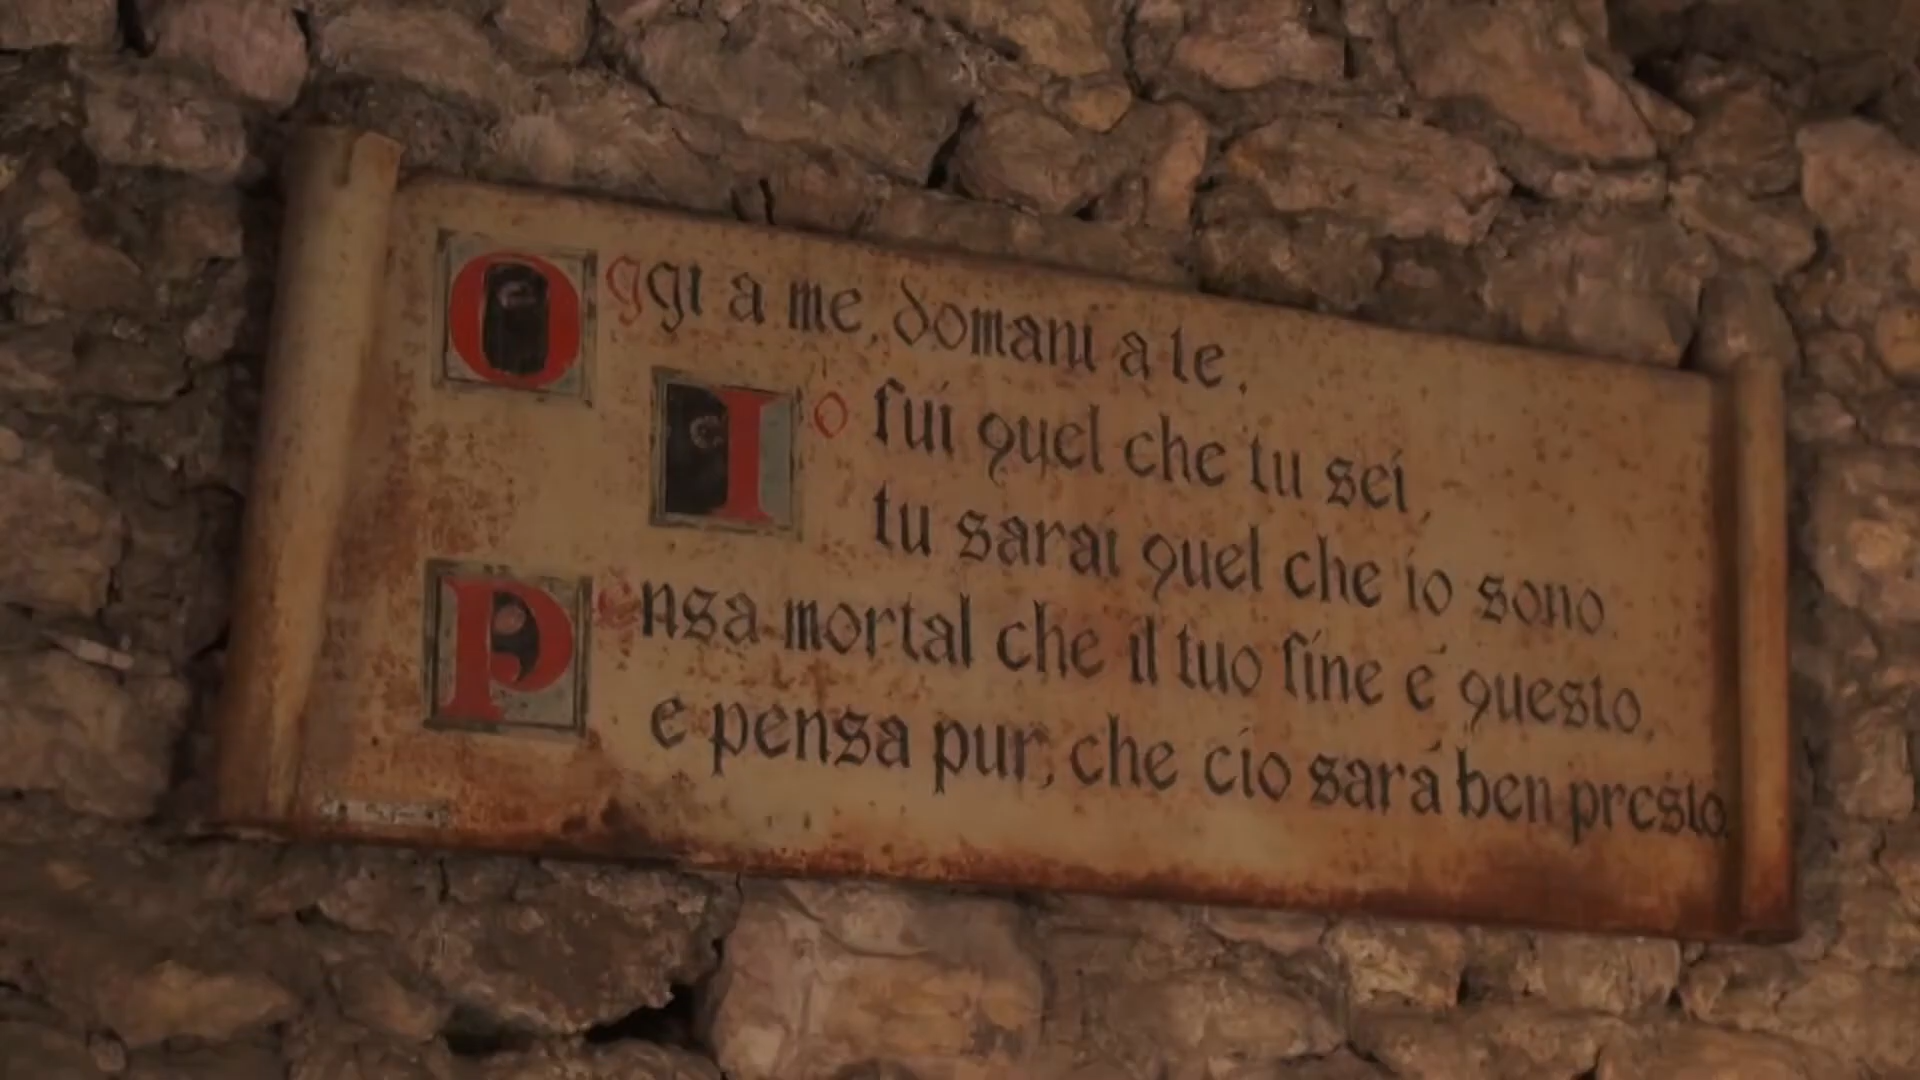 Oggi a me, domani a te.
Io fui quel che tu sei,
tu sarai quel che io sono.
Pensa mortal che il tuo fine é questo,
e pensa pur, che cio sará ben presto.